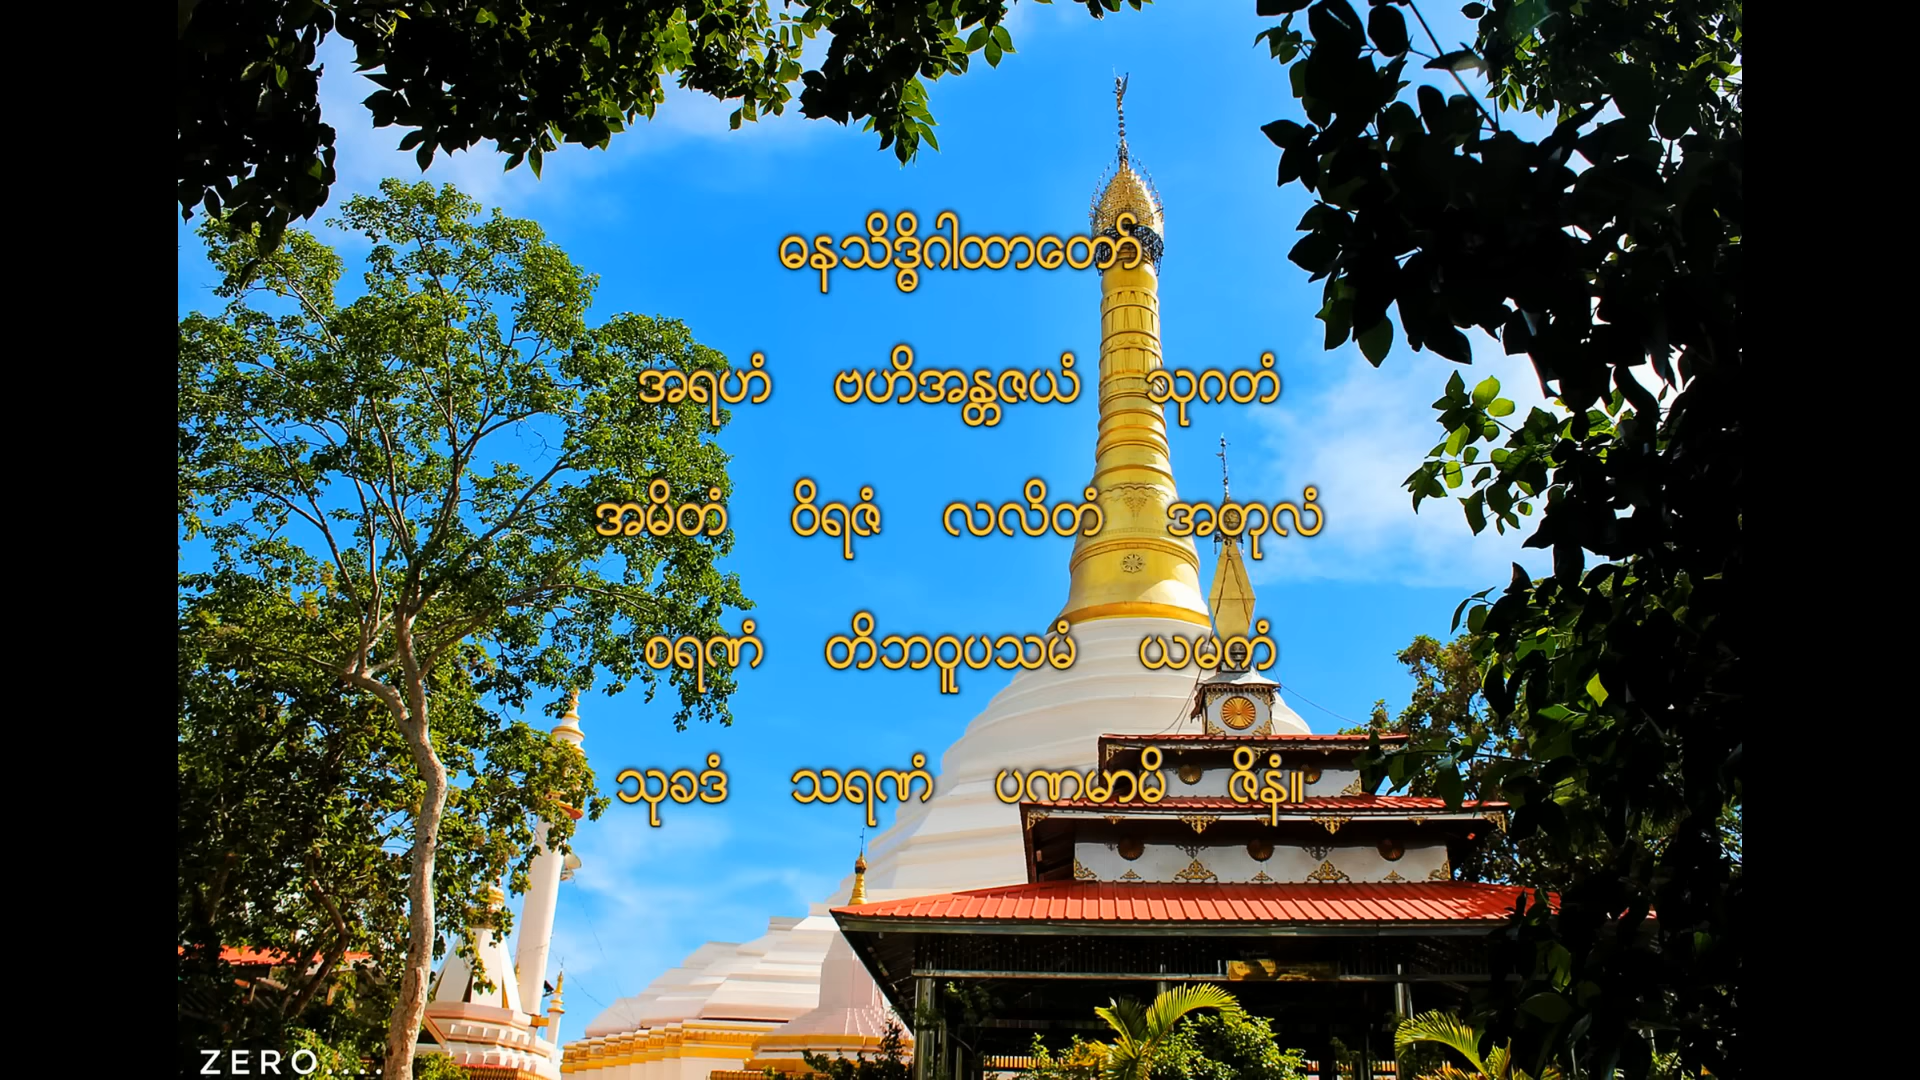 ဓနသိဒ္ဓိဂါထာတော်
အရဟံ ဗဟိအန္တဇယံ သုဂတံ
အမိတံ ဝိရဇံ လလိတံ အတုလံ
စရဏံ တိဘဝူပသမံ ယမကံ
သုခဒံ သရဏံ ပဏမာမိ ဇိနံ။
ZERO....